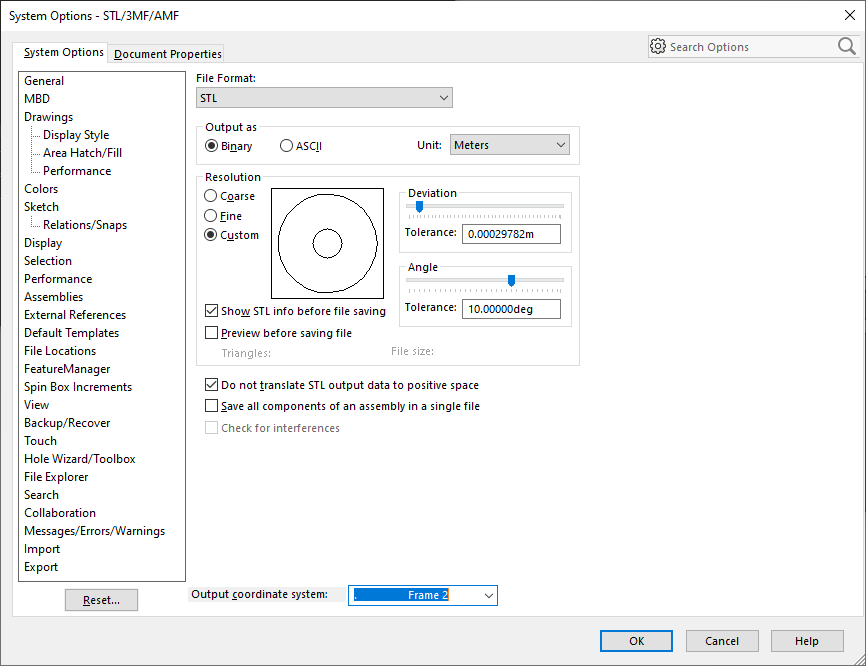 System Options - STL/3MF/AMF
System Options
Document Properties
Search Options
General
MBD
Drawings
Display Style
Area Hatch/Fill
Performance
Colors
Sketch
Relations/Snaps
Display
Selection
Performance
Assemblies
External References
Default Templates
File Locations
FeatureManager
Spin Box Increments
View
Backup/Recover
Touch
Hole Wizard/Toolbox
File Explorer
Search
Collaboration
Messages/Errors/Warnings
Import
Export
Reset...
File Format:
STL
Output as
Binary
ASCII
Unit:
Meters
Resolution
Coarse
Fine
Custom
Deviation
Tolerance:
0.00029782m
Angle
Tolerance:
10.00000deg
Show STL info before file saving
Preview before saving file
Triangles:
File size:
Do not translate STL output data to positive space
Save all components of an assembly in a single file
Check for interferences
Output coordinate system:
. Frame 2
OK
Cancel
Help